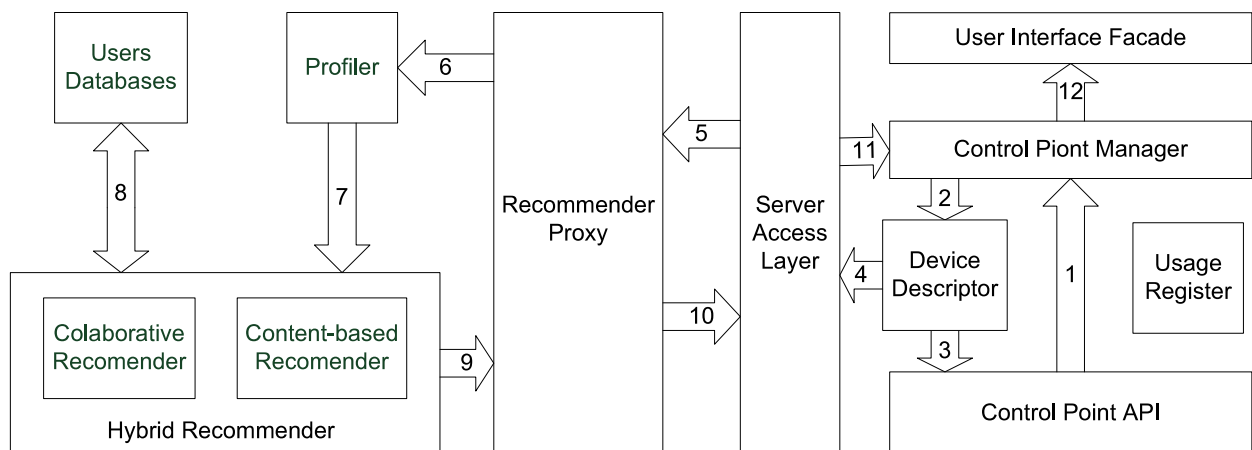 Users
Databases
Profiler
6
User Interface Facade
12
5
11
Control Piont Manager
8
7
Recommender
Proxy
Server
Access
Layer
2
Device
Descriptor
4
1
Usage
Register
Colaborative
Recomender
Content-based
Recomender
9
10
3
Control Point API
Hybrid Recommender